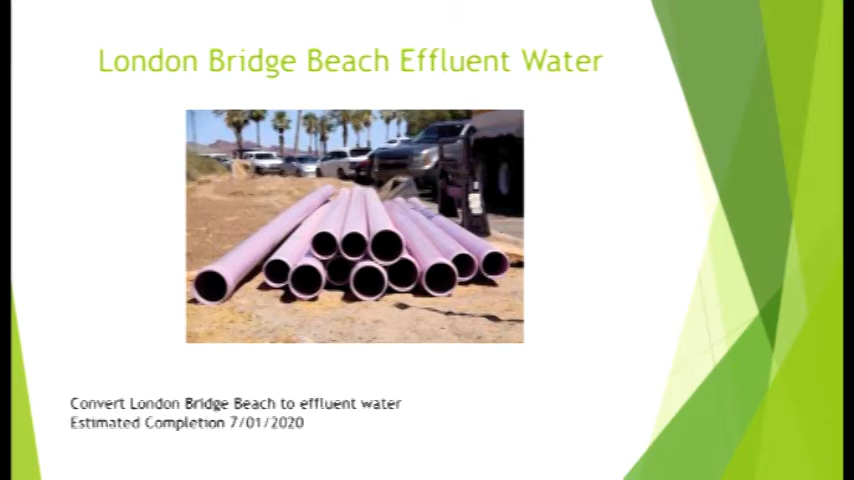 London Bridge Beach Effluent Water
Convert London Bridge Beach to effluent water
Estimated Completion 7/01/2020